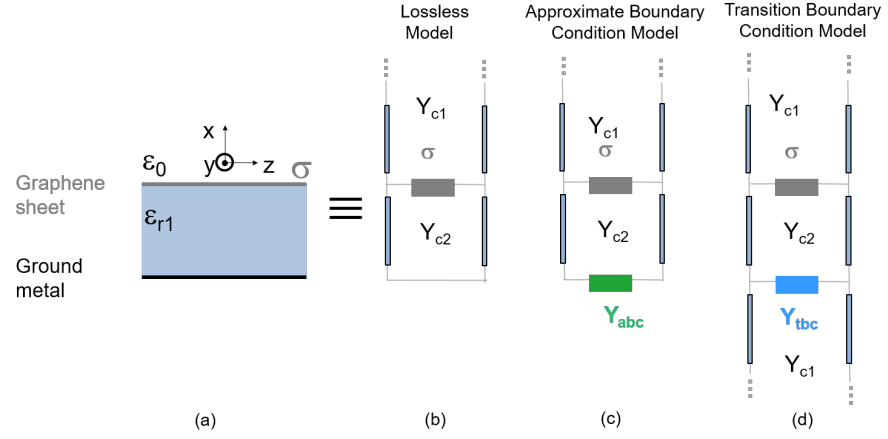 Lossless
Model
Approximate Boundary
Condition Model
Transition Boundary
Condition Model
Graphene
sheet
Ground
metal
x
y
z
ε0
σ
εr1
≡
Yc1
σ
Yc2
Yc1
σ
Yc2
Yabc
Yc1
σ
Yc2
Ytbc
Yc1
(a)
(b)
(c)
(d)